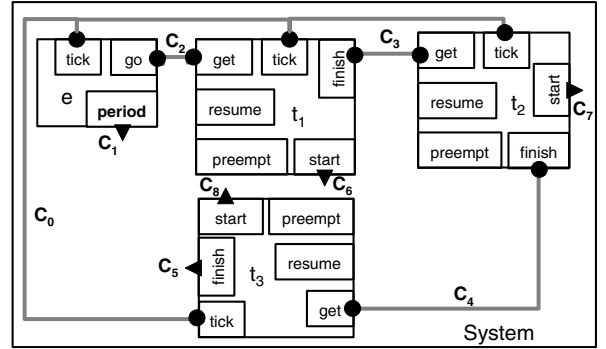 tick
go
e
period
C1
C2
get
tick
finish
resume
t1
preempt
start
C6
C3
get
tick
start
resume
t2
C7
preempt
finish
C0
C8
start
preempt
C5
finish
t3
resume
get
tick
C4
System